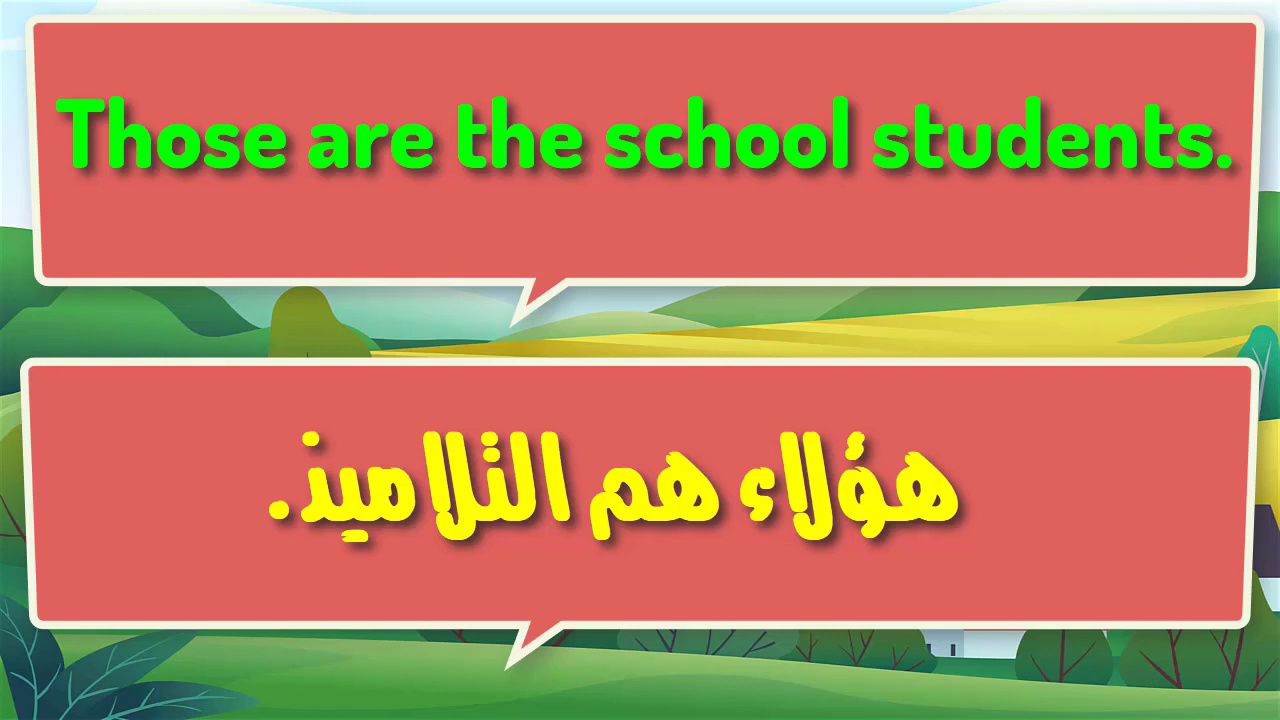 Those are the school students.
هؤلاء هم التلاميذ.